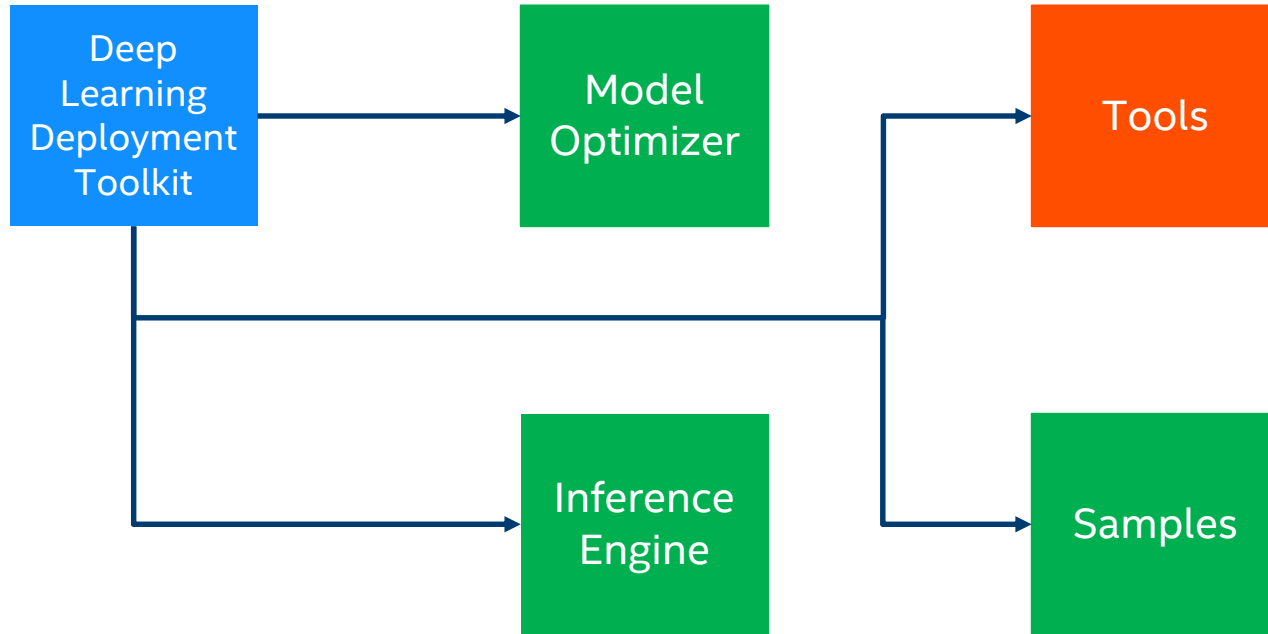 Deep
Learning
Deployment
Toolkit
Model
Optimizer
Tools
Inference
Engine
Samples